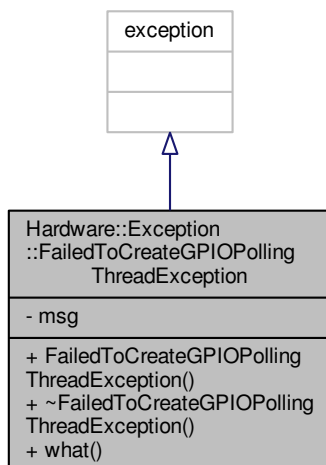 exception
Hardware::Exception
::FailedToCreateGPIOPolling
ThreadException
- msg
+ FailedToCreateGPIOPolling
ThreadException()
+ ~FailedToCreateGPIOPolling
ThreadException()
+ what()